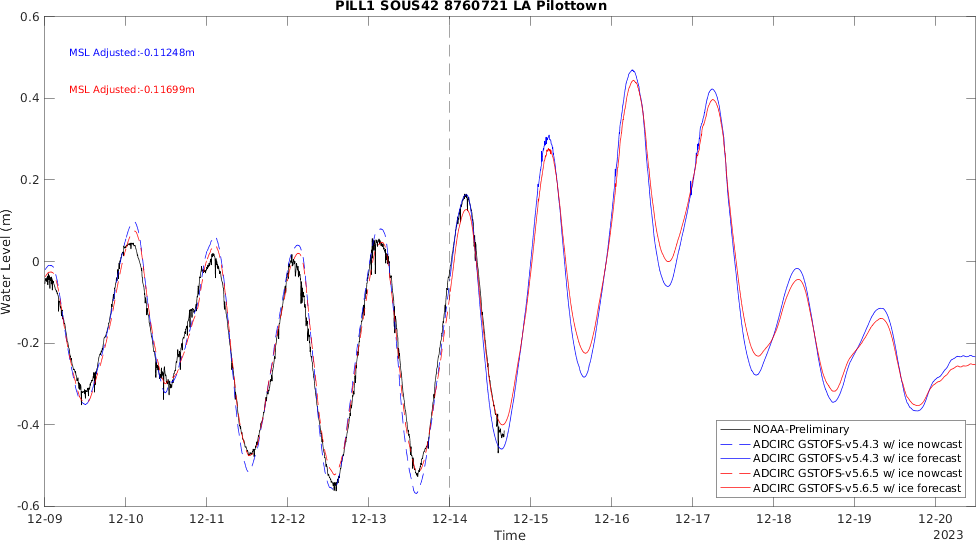 PILL1 SOUS42 8760721 LA Pilottown
0.6
MSL Adjusted:-0.11248m
0.4
MSL Adjusted:-0.11699m
0.2
Water Level (m)
0
-0.2
-0.4
NOAA-Preliminary
ADCIRC GSTOFS-v5.4.3 w/ ice nowcast
ADCIRC GSTOFS-v5.4.3 w/ ice forecast
ADCIRC GSTOFS-v5.6.5 w/ ice nowcast
ADCIRC GSTOFS-v5.6.5 w/ ice forecast
-0.6
12-09 12-10 12-11 12-12 12-13 12-14 12-15 12-16 12-17 12-18 12-19 12-20
Time 2023